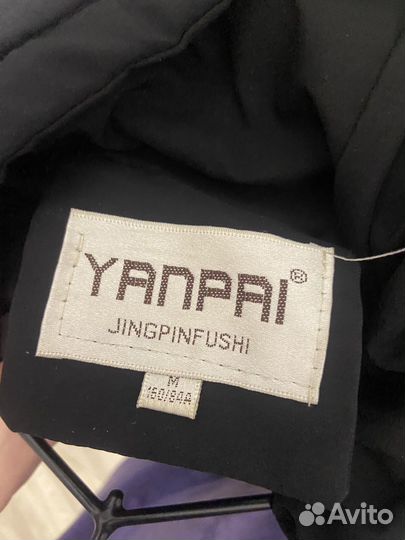 YANPAI®
JINGPINFUSHI
M
160/84A
Avito